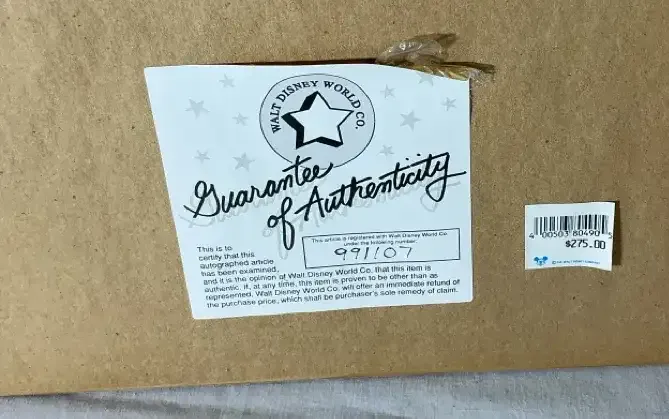 WALT DISNEY WORLD CO.
Guarantee
of Authenticity
This is to
certify that this
autographed article
has been examined,
and it is the opinion of Walt Disney World Co. that this item is
authentic. If, at any time, this item is proven to be other than as
represented, Walt Disney World Co. will offer an immediate refund of
the purchase price, which shall be purchaser's sole remedy of claim.
This article is registered with Walt Disney World Co.
under the following number:
991107
4 00503 80490 5
$275.00